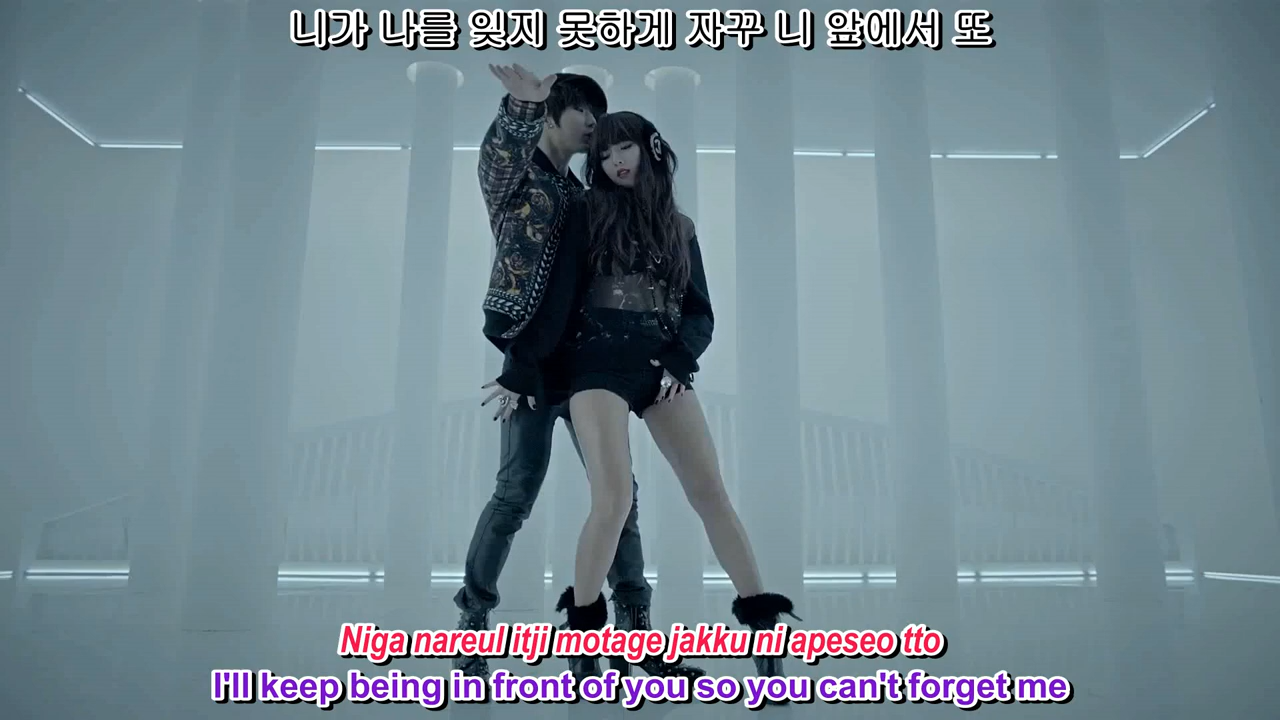 니가 나를 잊지 못하게 자꾸 니 앞에서 또
Niga nareul itji motage jakku ni apeseo tto
I'll keep being in front of you so you can't forget me